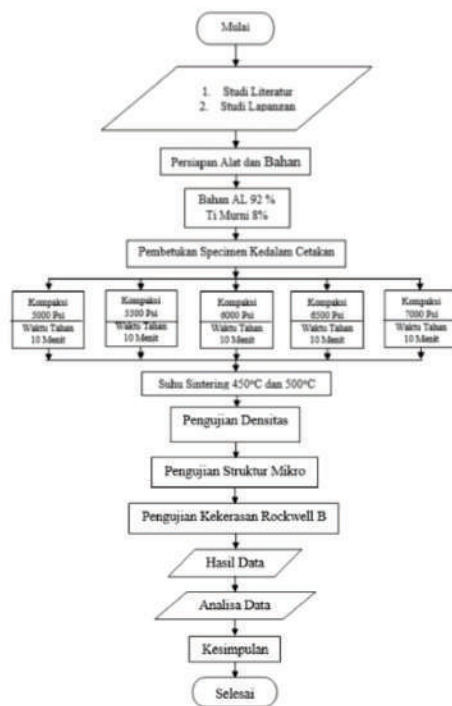 Mulai
1. Studi Literatur
2. Studi Lapangan
Persiapan Alat dan Bahan
Bahan AL 92 %
Ti Murni 8%
Pembetukan Specimen Kedalam Cetakan
Kompaksi
5000 Psi
Waktu Tahan
10 Menit
Kompaksi
5500 Psi
Waktu Tahan
10 Menit
Kompaksi
6000 Psi
Waktu Tahan
10 Menit
Kompaksi
6500 Psi
Waktu Tahan
10 Menit
Kompaksi
7000 Psi
Waktu Tahan
10 Menit
Suhu Sintering 450°C dan 500°C
Pengujian Densitas
Pengujian Struktur Mikro
Pengujian Kekerasan Rockwell B
Hasil Data
Analisa Data
Kesimpulan
Selesai